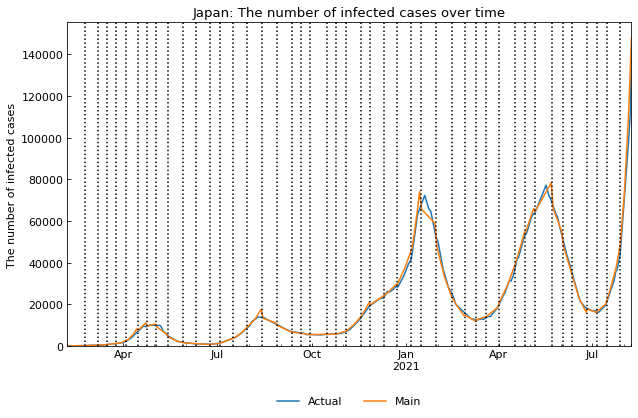 Japan: The number of infected cases over time
The number of infected cases
140000
120000
100000
80000
60000
40000
20000
0
Apr Jul Oct Jan Apr Jul
2021
Actual Main